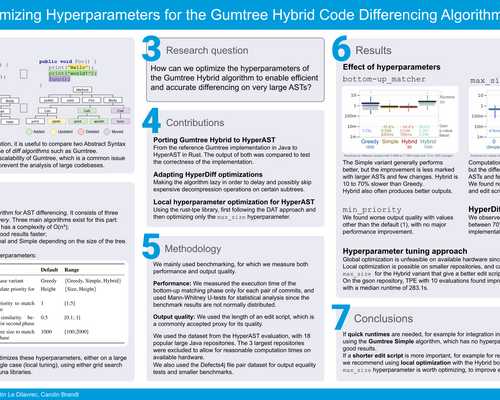 mizing Hyperparameters for the Gumtree Hybrid Code Differencing Algorithm
public void Foo() {
print("Hello");
print("world!");
Added Updated Deleted Moved
tion, it is useful to compare two Abstract Syntax
e of diff algorithms such as Gumtree.
scalability of Gumtree, which is a common issue
prevent the analysis of large codebases.
gorithm for AST differencing. It consists of three
very. Three main algorithms exist for this part:
has a complexity of O(n³).
good results faster.
al and Simple depending on the size of the tree.
perparameters:
Default Range
ase variant Greedy {Greedy, Simple, Hybrid}
priority for Height {Size, Height}
riority to match 1 [1;5]
similarity be- 0.5 [0.1; 1]
er second phase
ee size to match 1000 [100;2000]
r phase
timizes these hyperparameters, either on a large
ngle case (local tuning), using either grid search
una libraries.
3 Research question
How can we optimize the hyperparameters of
the Gumtree Hybrid algorithm to enable efficient
and accurate differencing on very large ASTs?
4 Contributions
Porting Gumtree Hybrid to HyperAST
From the reference Gumtree implementation in Java to
HyperAST in Rust. The output of both was compared to test
the correctness of the implementation.
Adapting HyperDiff optimizations
Making the algorithm lazy in order to delay and possibly skip
expensive decompression operations on certain subtrees.
Local hyperparameter optimization for HyperAST
Using the rust-tpe library, first following the DAT approach and
then optimizing only the max_size hyperparameter.
5 Methodology
We mainly used benchmarking, for which we measure both
performance and output quality.
Performance: We measured the execution time of the
bottom-up matching phase only for each pair of commits, and
used Mann-Whitney U-tests for statistical analysis since the
benchmark results are not normally distributed.
Output quality: We used the length of an edit script, which is a
commonly accepted proxy for its quality.
We used the dataset from the HyperAST evaluation, with 18
popular large Java repositories. The 3 largest repositories
were excluded to allow for reasonable computation times on
available hardware.
We also used the Defects4J file pair dataset for output equality
tests and smaller benchmarks.
6 Results
Effect of hyperparameters
bottom-up_matcher
The Simple variant generally performs
better, but the improvement is less marked
with larger ASTs and few changes. Hybrid is
10 to 70% slower than Greedy.
Hybrid also often produces better outputs.
min_priority
We found worse output quality with values
other than the default (1), with no major
performance improvement.
max_siz
Computation
but the differ
ASTs and fe
We found no
and edit scri
HyperDif
We observe
between 70%
implementat
Hyperparameter tuning approach
Global optimization is unfeasible on available hardware since
Local optimization is possible on smaller repositories, and ca
max_size for the Hybrid variant that give a better edit script
On the gson repository, TPE with 10 evaluations found impro
with a median runtime of 283.1s.
7 Conclusions
If quick runtimes are needed, for example for integration in
using the Gumtree Simple algorithm, which has no hyperpa
good results.
If a shorter edit script is more important, for example for re
we recommend using local optimization with the Hybrid bo
max_size hyperparameter is worth optimizing, to improve e
tin Le Dilavrec, Carolin Brandt